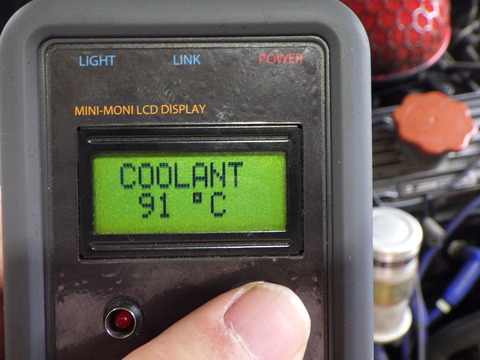 LIGHT LINK POWER
MINI-MONI LCD DISPLAY
COOLANT
91 °C